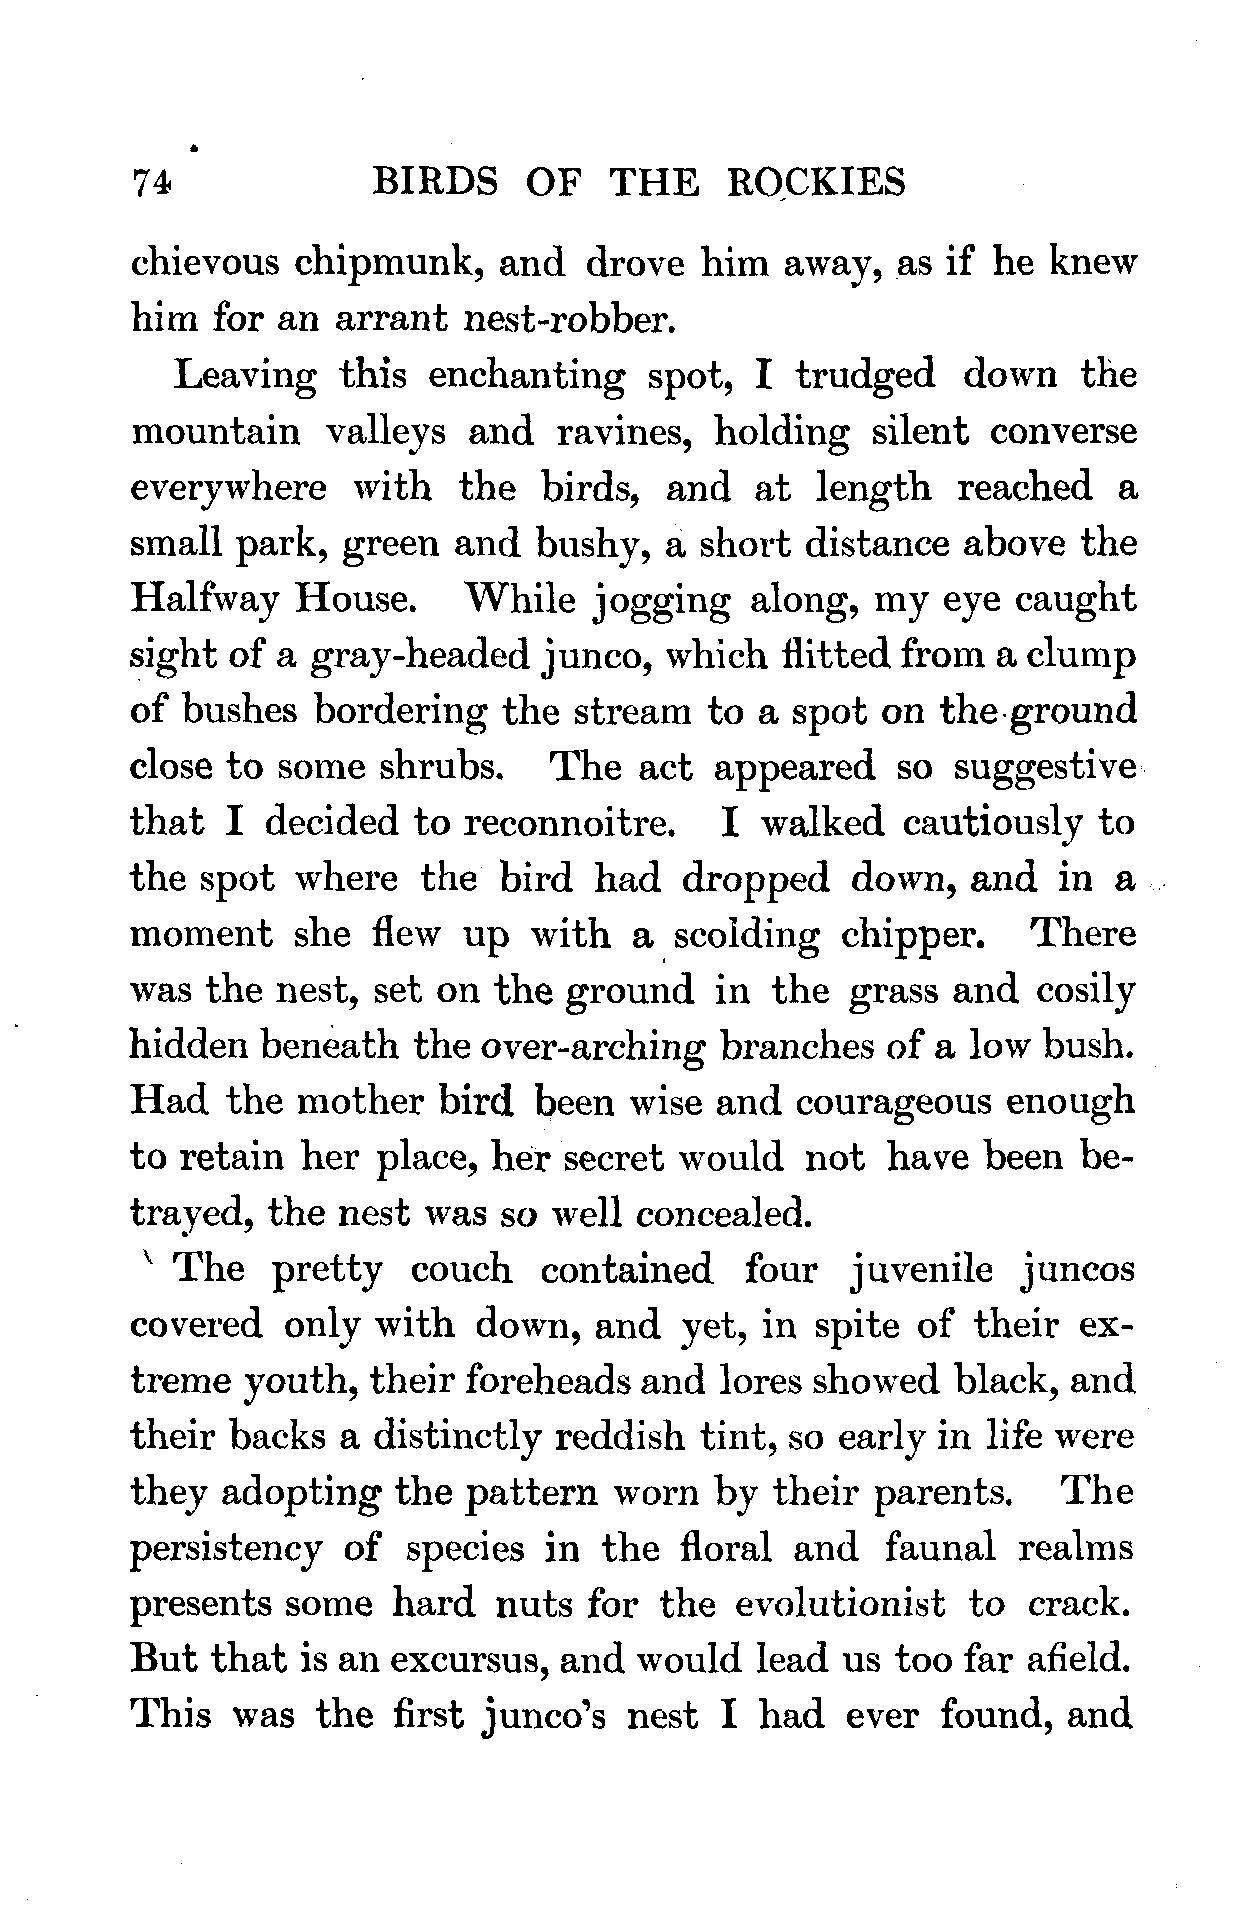 74 BIRDS OF THE ROCKIES
chievous chipmunk, and drove him away, as if he knew
him for an arrant nest-robber.
Leaving this enchanting spot, I trudged down the
mountain valleys and ravines, holding silent converse
everywhere with the birds, and at length reached a
small park, green and bushy, a short distance above the
Halfway House. While jogging along, my eye caught
sight of a gray-headed junco, which flitted from a clump
of bushes bordering the stream to a spot on the ground
close to some shrubs. The act appeared so suggestive
that I decided to reconnoitre. I walked cautiously to
the spot where the bird had dropped down, and in a
moment she flew up with a scolding chipper. There
was the nest, set on the ground in the grass and cosily
hidden beneath the over-arching branches of a low bush.
Had the mother bird been wise and courageous enough
to retain her place, her secret would not have been be-
trayed, the nest was so well concealed.
The pretty couch contained four juvenile juncos
covered only with down, and yet, in spite of their ex-
treme youth, their foreheads and lores showed black, and
their backs a distinctly reddish tint, so early in life were
they adopting the pattern worn by their parents. The
persistency of species in the floral and faunal realms
presents some hard nuts for the evolutionist to crack.
But that is an excursus, and would lead us too far afield.
This was the first junco's nest I had ever found, and